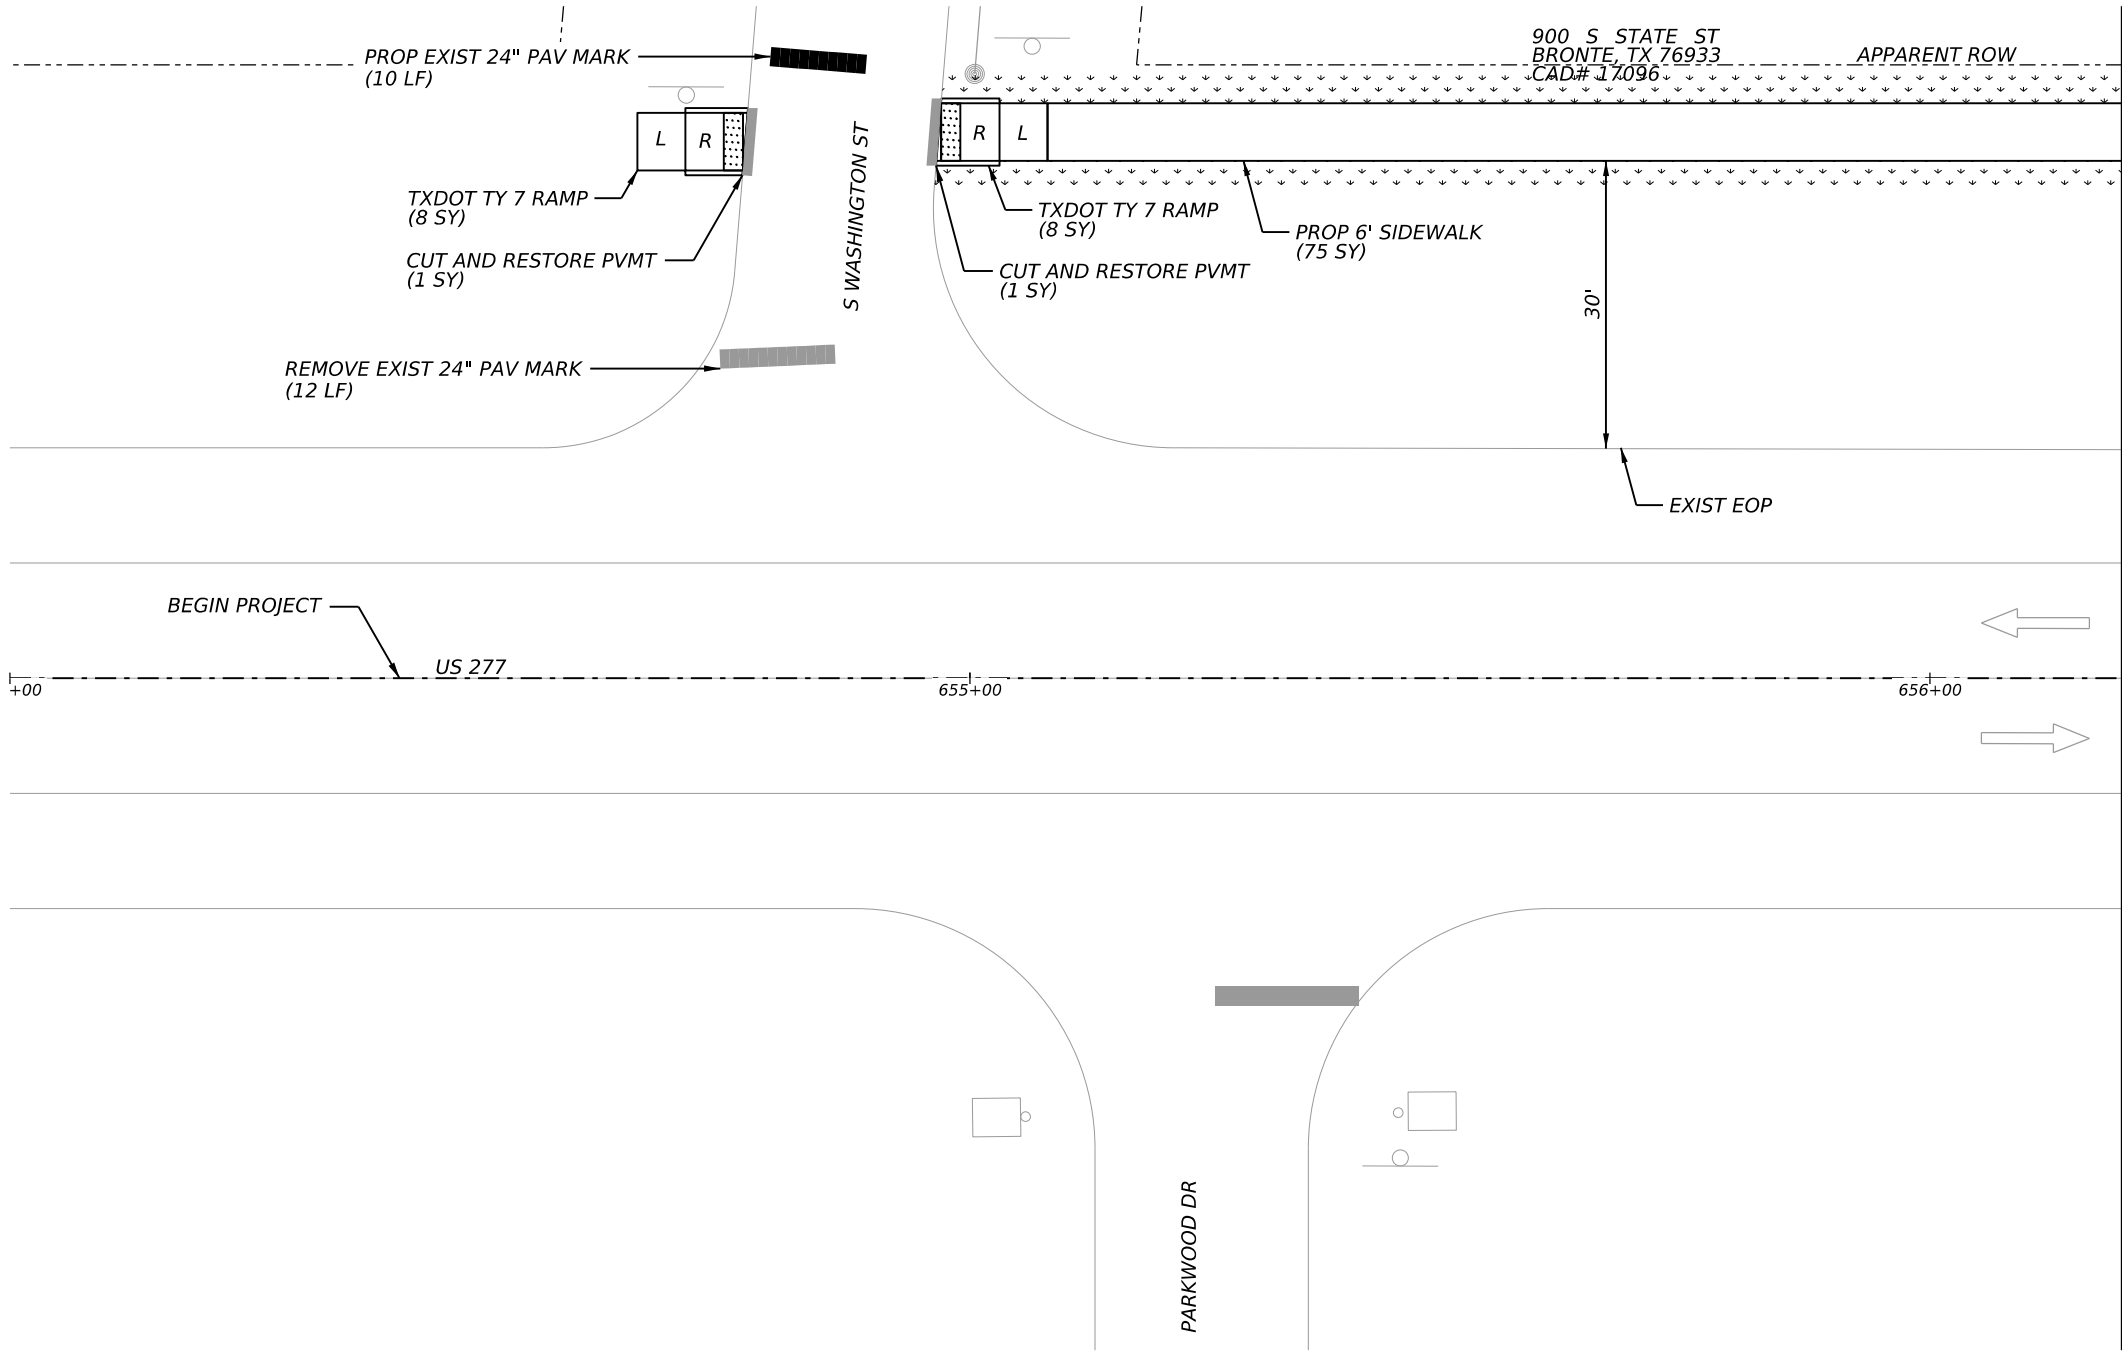 PROP EXIST 24" PAV MARK
(10 LF)
900 S STATE ST
BRONTE, TX 76933
CAD# 17096
APPARENT ROW
L
R
R
L
S WASHINGTON ST
TXDOT TY 7 RAMP
(8 SY)
CUT AND RESTORE PVMT
(1 SY)
TXDOT TY 7 RAMP
(8 SY)
PROP 6' SIDEWALK
(75 SY)
CUT AND RESTORE PVMT
(1 SY)
30'
REMOVE EXIST 24" PAV MARK
(12 LF)
EXIST EOP
BEGIN PROJECT
US 277
+00
655+00
656+00
PARKWOOD DR